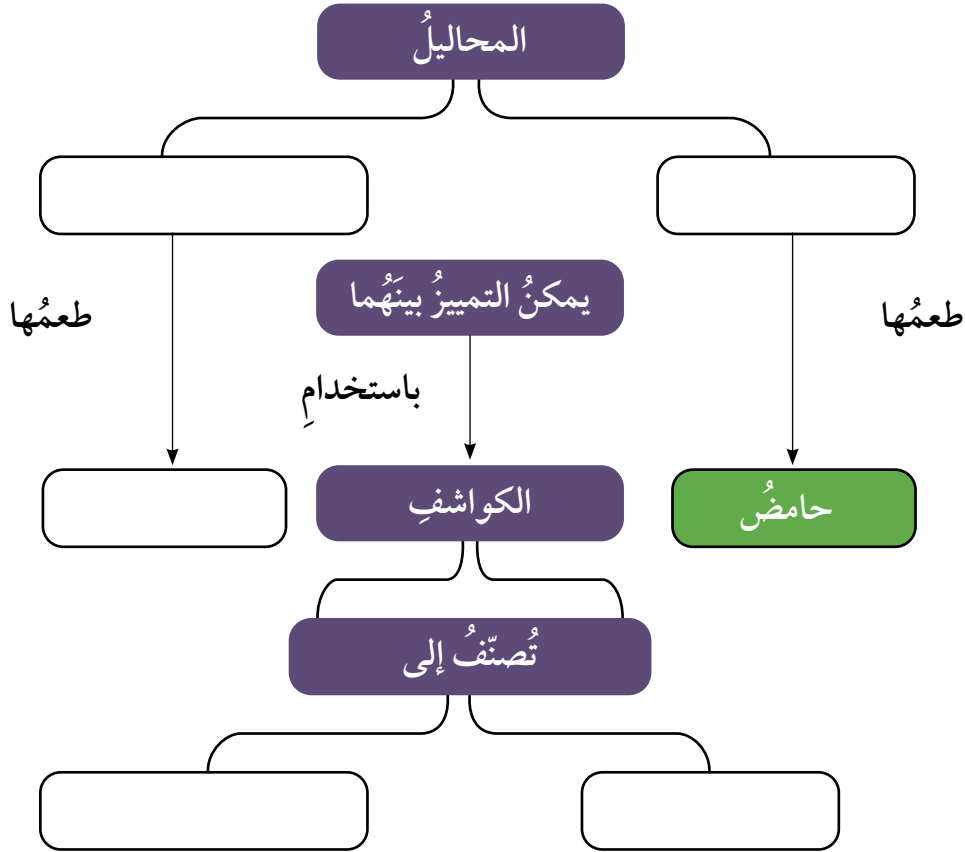 المحاليلُ
طعمُها
يمكنُ التمييزُ بينَهُما
طعمُها
باستخدامِ
حامضُ
الكواشفِ
تُصنّفُ إلى